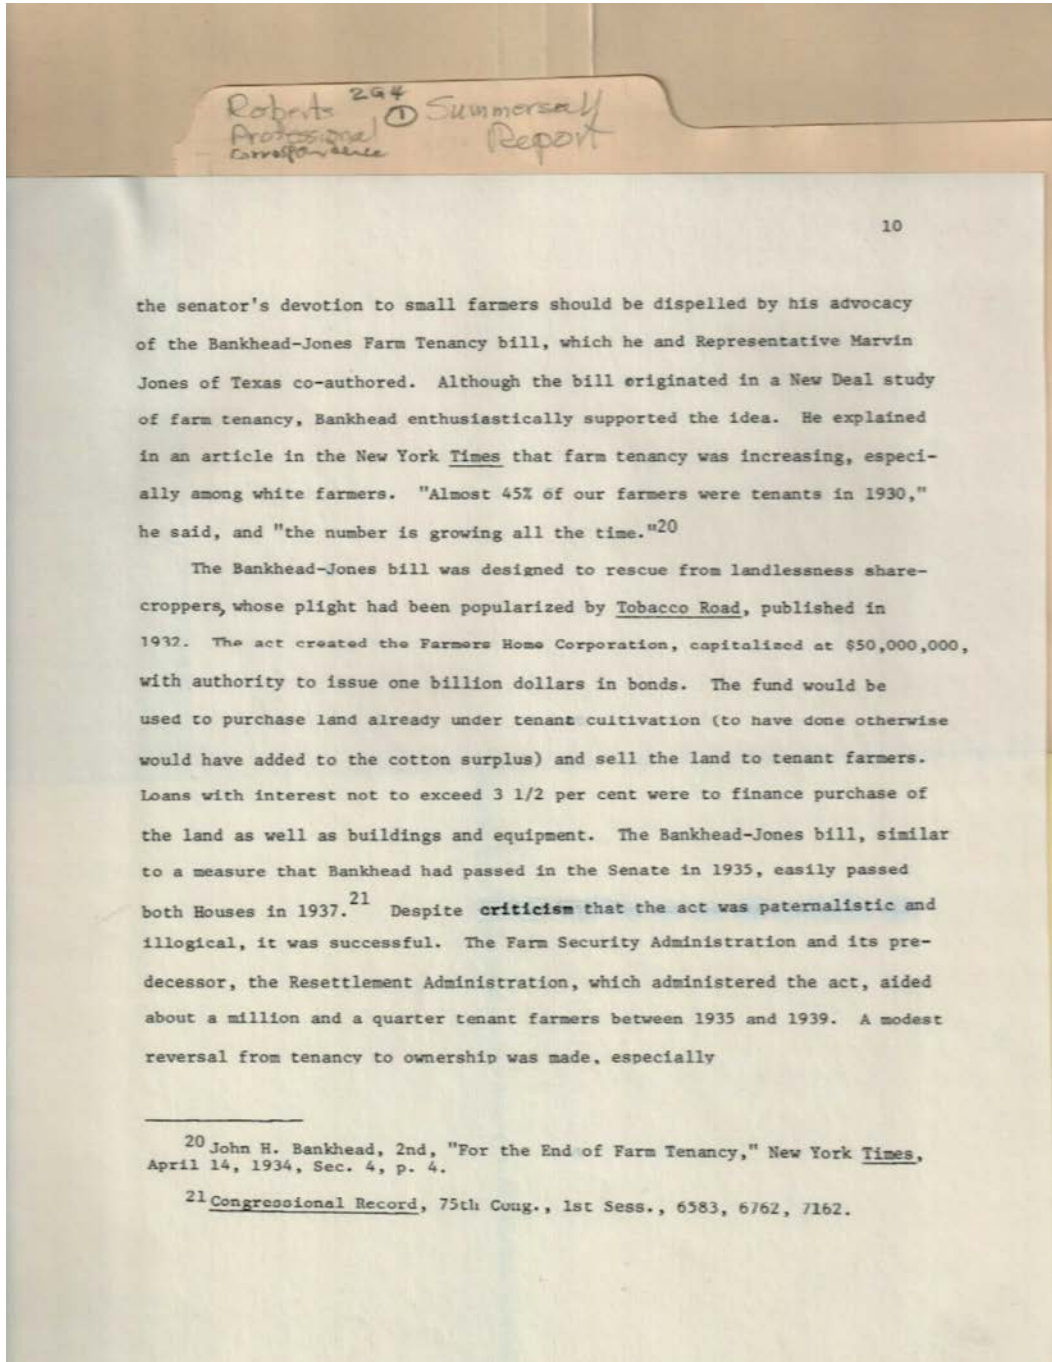 Roberts 2G4 ① Summersell
Professional Report
Correspondence
10
the senator's devotion to small farmers should be dispelled by his advocacy
of the Bankhead-Jones Farm Tenancy bill, which he and Representative Marvin
Jones of Texas co-authored. Although the bill originated in a New Deal study
of farm tenancy, Bankhead enthusiastically supported the idea. He explained
in an article in the New York Times that farm tenancy was increasing, especi-
ally among white farmers. "Almost 45% of our farmers were tenants in 1930,"
he said, and "the number is growing all the time."20
The Bankhead-Jones bill was designed to rescue from landlessness share-
croppers, whose plight had been popularized by Tobacco Road, published in
1932. The act created the Farmers Home Corporation, capitalized at $50,000,000,
with authority to issue one billion dollars in bonds. The fund would be
used to purchase land already under tenant cultivation (to have done otherwise
would have added to the cotton surplus) and sell the land to tenant farmers.
Loans with interest not to exceed 3 1/2 per cent were to finance purchase of
the land as well as buildings and equipment. The Bankhead-Jones bill, similar
to a measure that Bankhead had passed in the Senate in 1935, easily passed
both Houses in 1937.21 Despite criticism that the act was paternalistic and
illogical, it was successful. The Farm Security Administration and its pre-
decessor, the Resettlement Administration, which administered the act, aided
about a million and a quarter tenant farmers between 1935 and 1939. A modest
reversal from tenancy to ownership was made, especially
20 John H. Bankhead, 2nd, "For the End of Farm Tenancy," New York Times,
April 14, 1934, Sec. 4, p. 4.
21 Congressional Record, 75th Cong., 1st Sess., 6583, 6762, 7162.